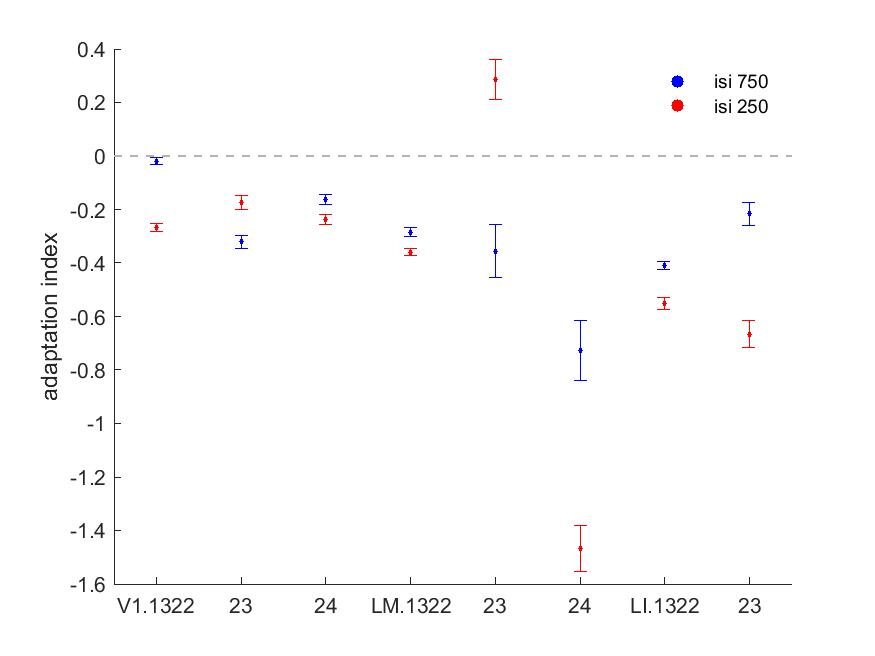 0.4
0.2
0
-0.2
-0.4
-0.6
-0.8
-1
-1.2
-1.4
-1.6
adaptation index
isi 750
isi 250
V1.1322 23 24 LM.1322 23 24 LI.1322 23